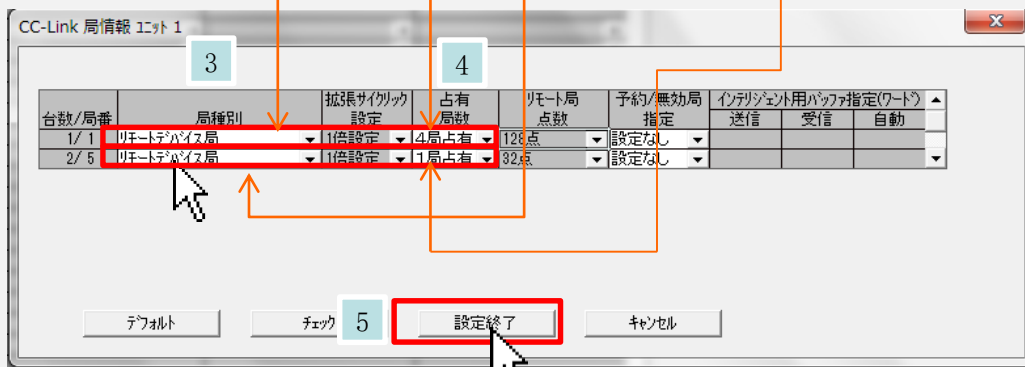 CC-Link 局情報 ユニット 1
3
4
台数/局番 局種別 拡張サイクリック設定 占有局数 リモート局点数 予約/無効局指定 インテリジェント用バッファ指定(ワード) 送信 受信 自動
1/ 1 リモートデバイス局 1倍設定 4局占有 128点 設定なし
2/ 5 リモートデバイス局 1倍設定 1局占有 32点 設定なし
デフォルト チェック 5 設定終了 キャンセル